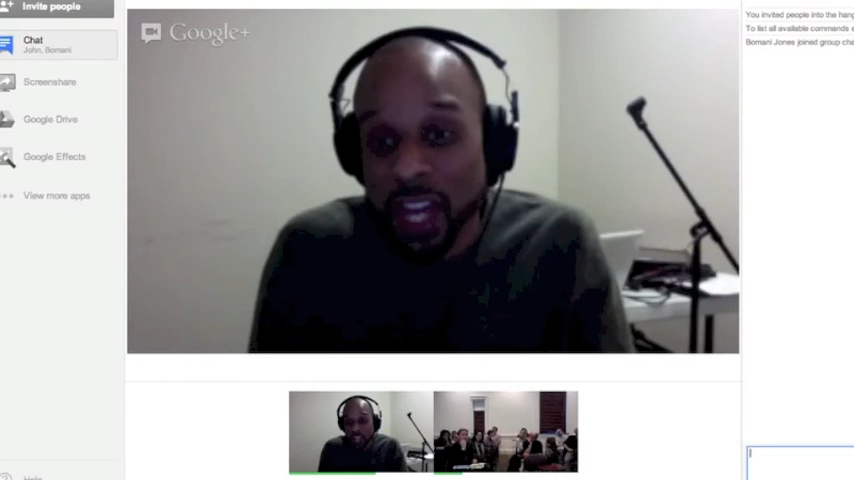 Invite people
Chat
John, Bomani
Screenshare
Google Drive
Google Effects
View more apps
Help
Google+
You invited people into the hang
To list all available commands e
Bomani Jones joined group cha